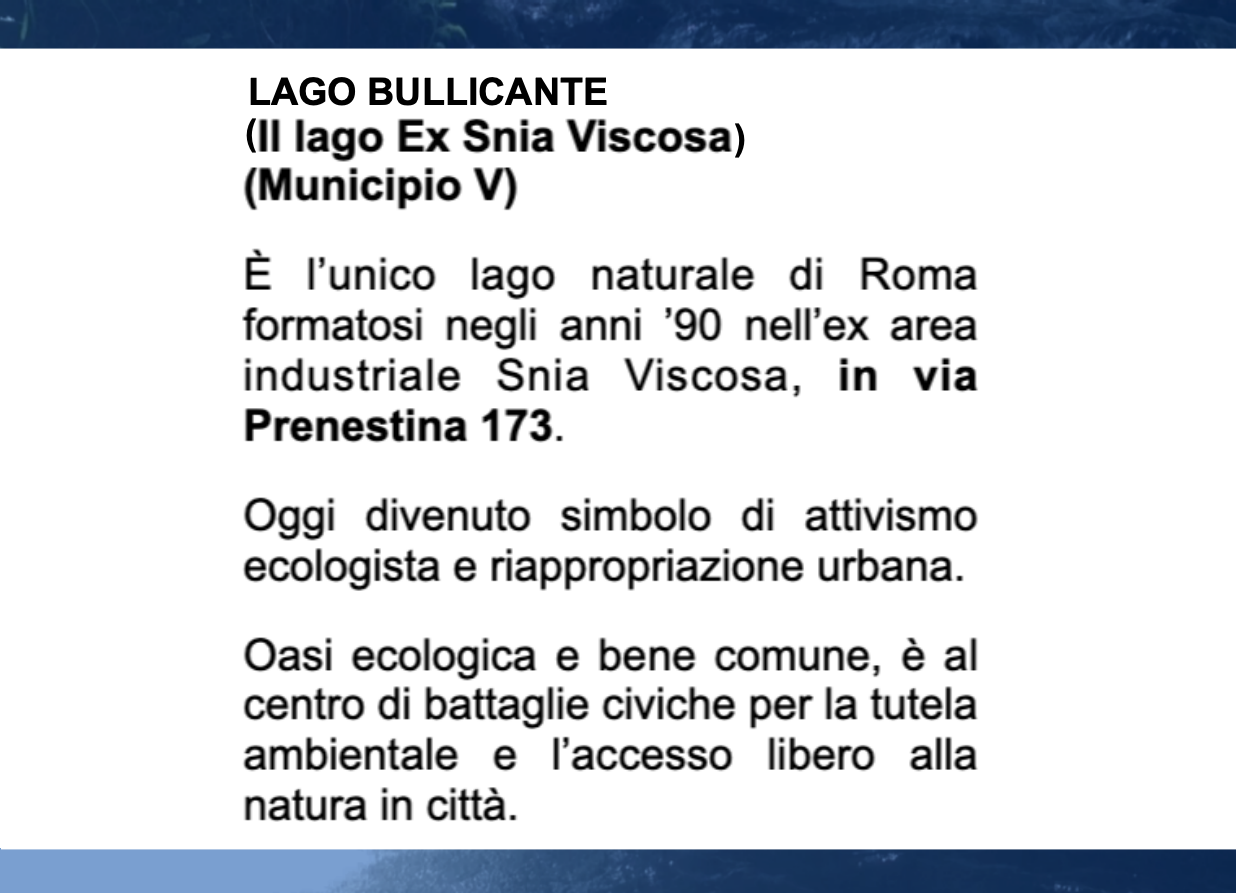 LAGO BULLICANTE
(Il lago Ex Snia Viscosa)
(Municipio V)
È l’unico lago naturale di Roma
formatosi negli anni ’90 nell’ex area
industriale Snia Viscosa, in via
Prenestina 173.
Oggi divenuto simbolo di attivismo
ecologista e riappropriazione urbana.
Oasi ecologica e bene comune, è al
centro di battaglie civiche per la tutela
ambientale e l’accesso libero alla
natura in città.